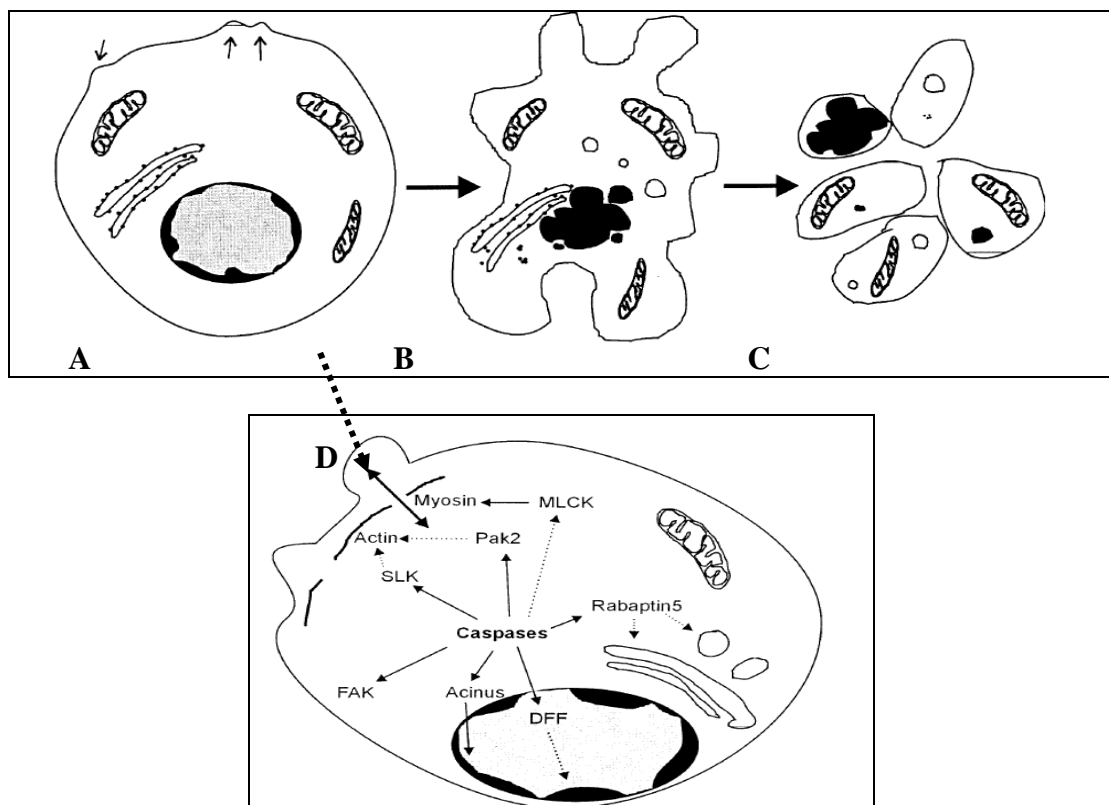 A B C
D
Myosin MLCK
Actin Pak2
SLK
Rabaptin5
Caspases
FAK Acinus
DFF